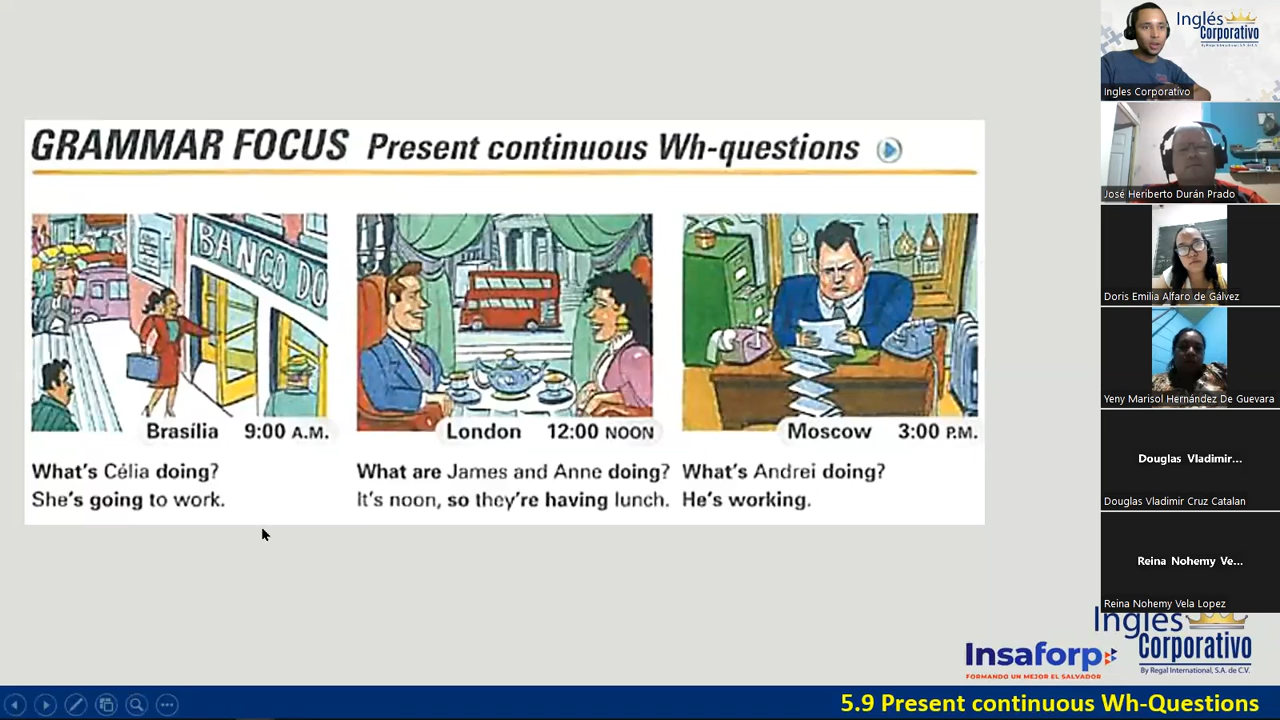 GRAMMAR FOCUS Present continuous Wh-questions
BANCO DO
Brasília 9:00 A.M.
What's Célia doing?
She's going to work.
London 12:00 NOON
What are James and Anne doing?
It's noon, so they're having lunch.
Moscow 3:00 P.M.
What's Andrei doing?
He's working.
Inglés
Corporativo
By Regal International, S.A. de C.V.
Ingles Corporativo
José Heriberto Durán Prado
Doris Emilia Alfaro de Gálvez
Yeny Marisol Hernández De Guevara
Douglas Vladimir...
Douglas Vladimir Cruz Catalan
Reina Nohemy Ve...
Reina Nohemy Vela Lopez
Insaforp
FORMANDO UN MEJOR EL SALVADOR
Inglés
Corporativo
By Regal International, S.A. de C.V.
5.9 Present continuous Wh-Questions